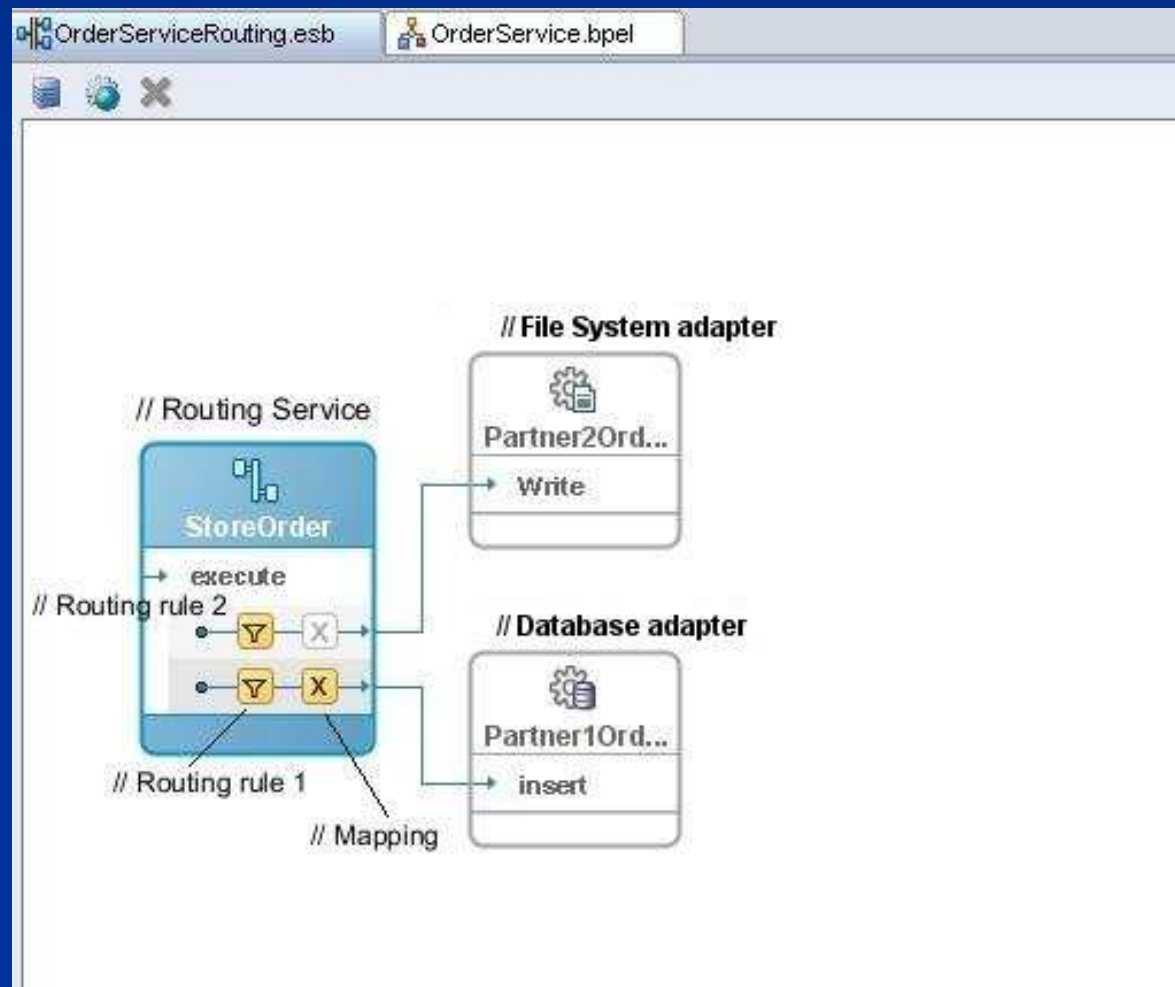 OrderServiceRouting.esb
OrderService.bpel
// File System adapter
Partner2Ord...
Write
// Routing Service
StoreOrder
execute
// Routing rule 2
X
X
// Routing rule 1
// Mapping
// Database adapter
Partner1Ord...
insert